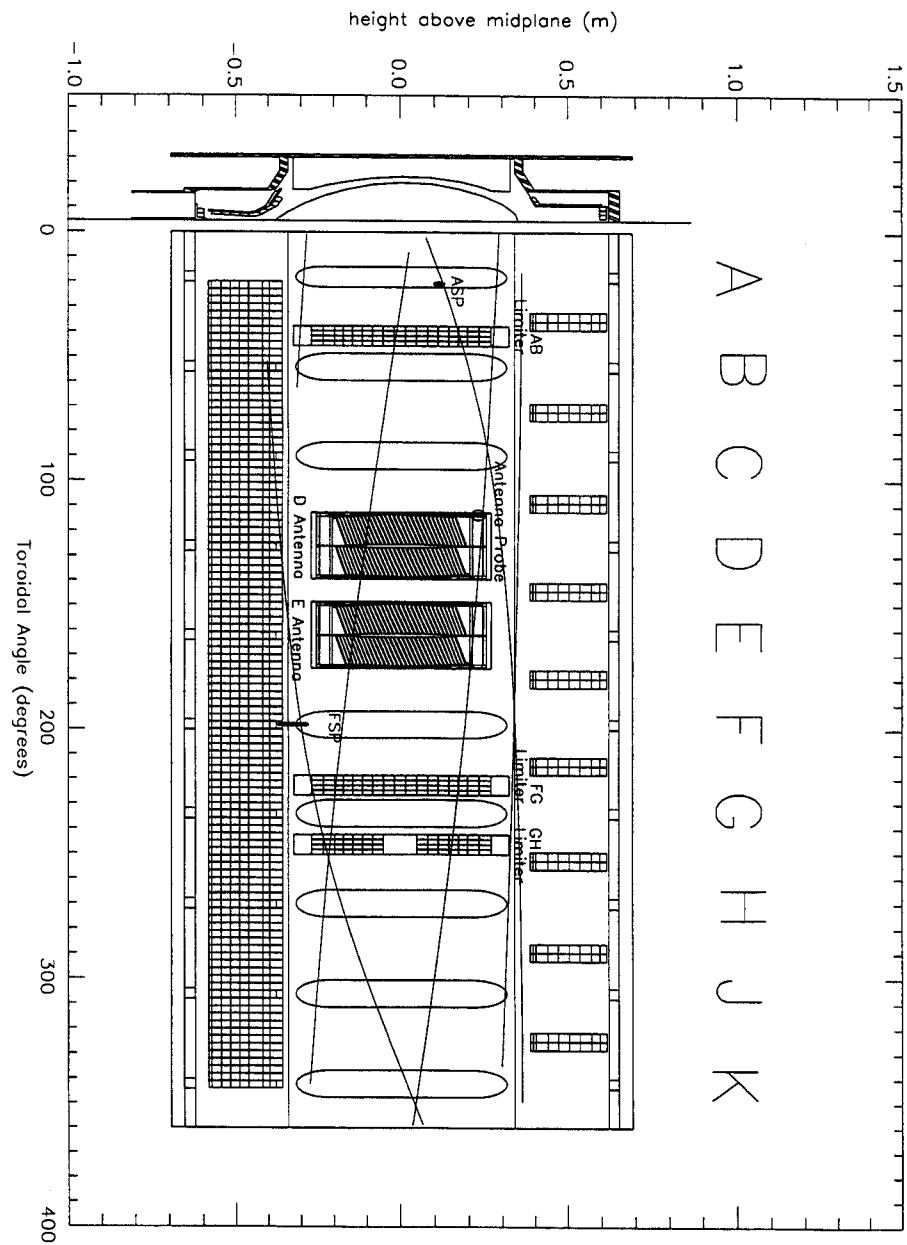 height above midplane (m)
-1.0
-0.5
0.0
0.5
1.0
1.5
0
100
200
300
400
Toroidal Angle (degrees)
A
B
C
D
E
F
G
H
J
K
ASP
AB
Limiter
Antenna Probe
D Antenna
E Antenna
FSP
FG
Limiter
GH
Limiter